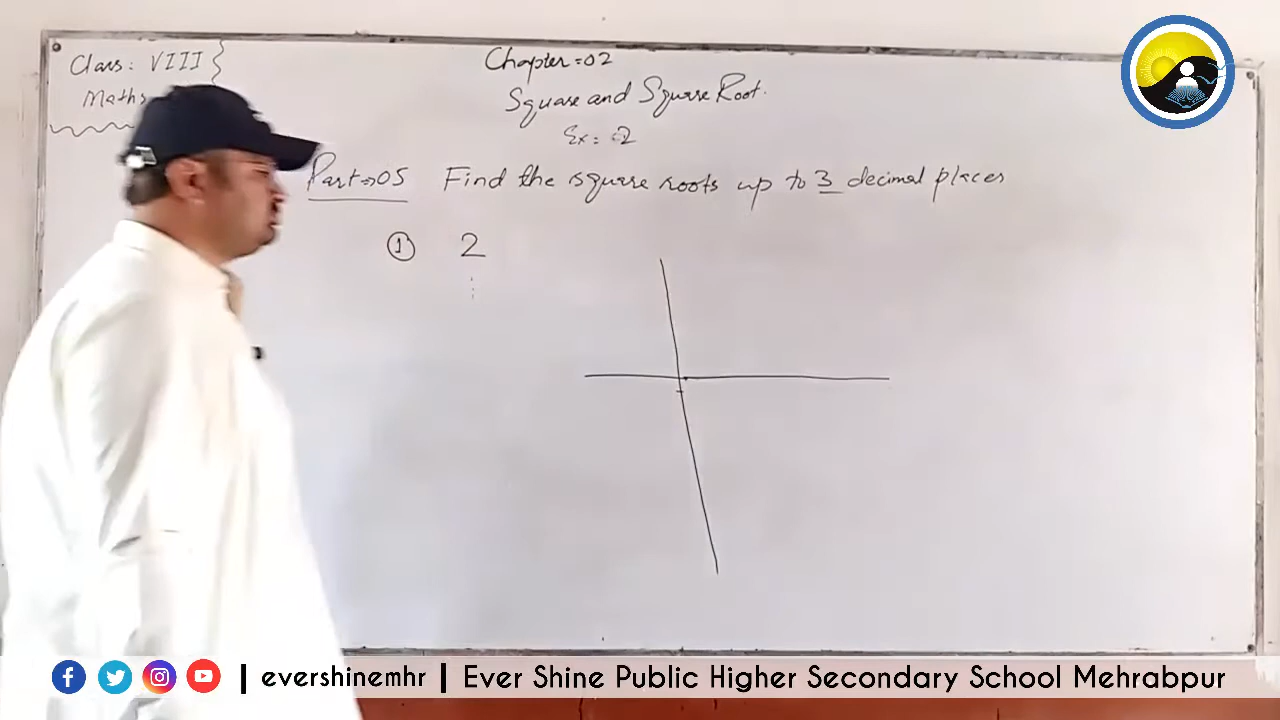 Class: VIII
Maths
Chapter = 02
Square and Square Root.
Ex: 2
Part → 05 Find the square roots up to 3 decimal places
① 2
| evershinemhr | Ever Shine Public Higher Secondary School Mehrabpur